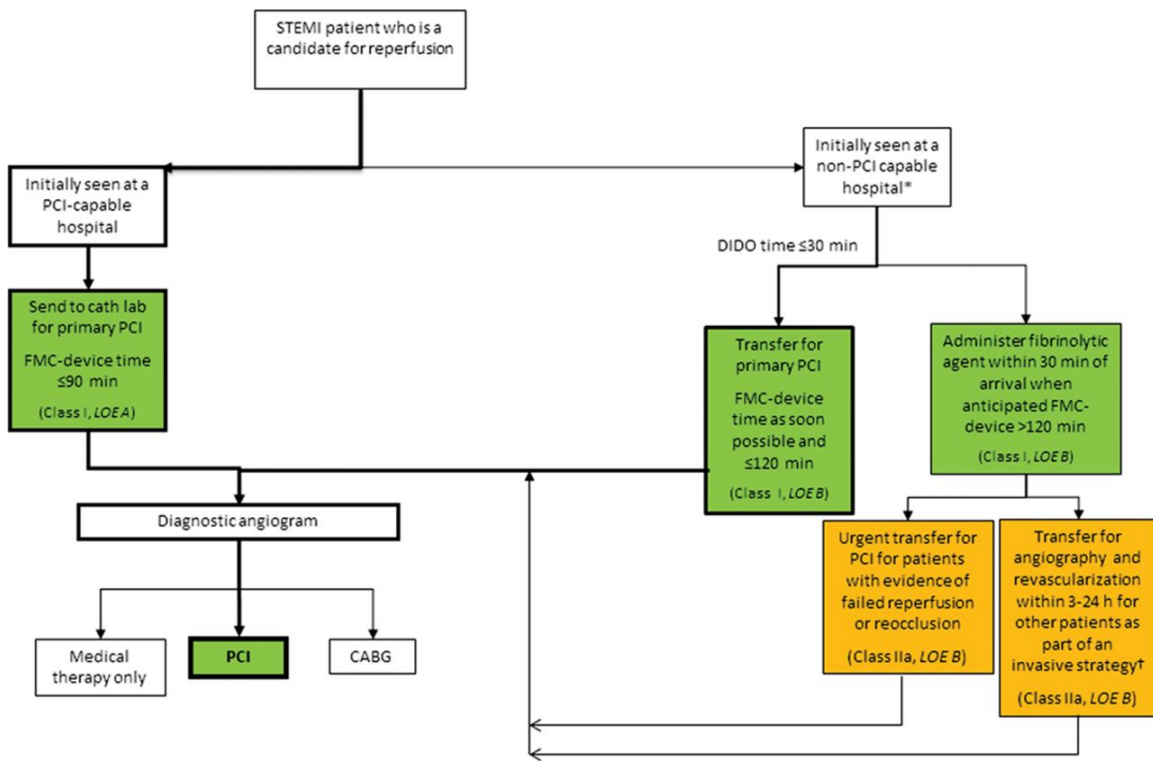 STEMI patient who is a
candidate for reperfusion
Initially seen at a
PCI-capable
hospital
Initially seen at a
non-PCI capable
hospital*
DIDO time ≤30 min
Send to cath lab
for primary PCI
FMC-device time
≤90 min
(Class I, LOE A)
Transfer for
primary PCI
FMC-device
time as soon
possible and
≤120 min
(Class I, LOE B)
Administer fibrinolytic
agent within 30 min of
arrival when
anticipated FMC-
device >120 min
(Class I, LOE B)
Diagnostic angiogram
Urgent transfer for
PCI for patients
with evidence of
failed reperfusion
or reocclusion
(Class IIa, LOE B)
Transfer for
angiography and
revascularization
within 3-24 h for
other patients as
part of an
invasive strategy†
(Class IIa, LOE B)
Medical
therapy only
PCI
CABG